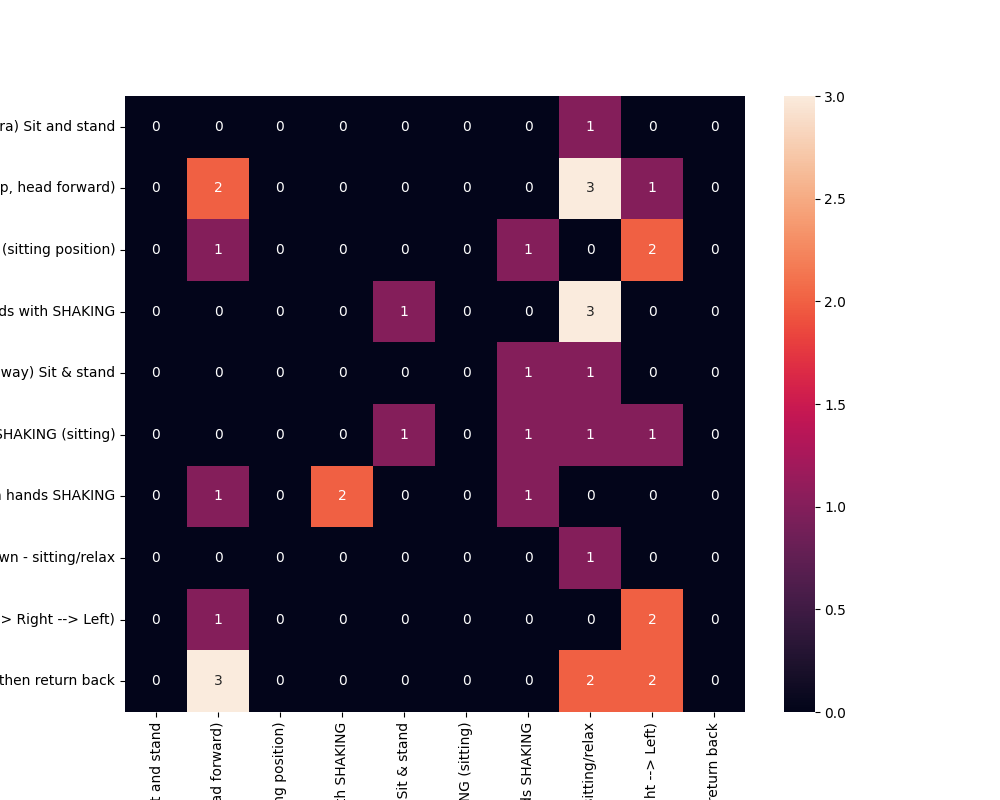 ra) Sit and stand 0 0 0 0 0 0 0 1 0 0
p, head forward) 0 2 0 0 0 0 0 3 1 0
(sitting position) 0 1 0 0 0 0 1 0 2 0
ds with SHAKING 0 0 0 0 1 0 0 3 0 0
way) Sit & stand 0 0 0 0 0 0 1 1 0 0
SHAKING (sitting) 0 0 0 0 1 0 1 1 1 0
hands SHAKING 0 1 0 2 0 0 1 0 0 0
wn - sitting/relax 0 0 0 0 0 0 0 1 0 0
> Right --> Left) 0 1 0 0 0 0 0 0 2 0
then return back 0 3 0 0 0 0 0 2 2 0
t and stand
ad forward)
ng position)
th SHAKING
Sit & stand
NG (sitting)
ds SHAKING
sitting/relax
ht --> Left)
return back
3.0
2.5
2.0
1.5
1.0
0.5
0.0